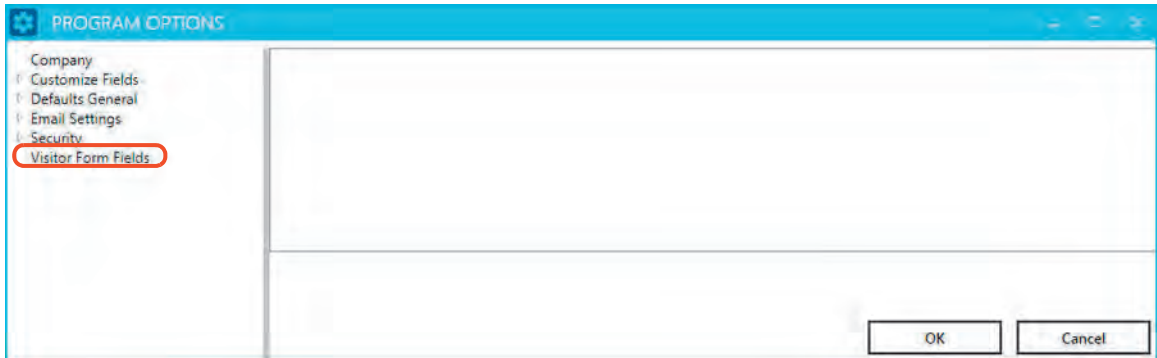 PROGRAM OPTIONS
Company
Customize Fields
Defaults General
Email Settings
Security
Visitor Form Fields
OK
Cancel